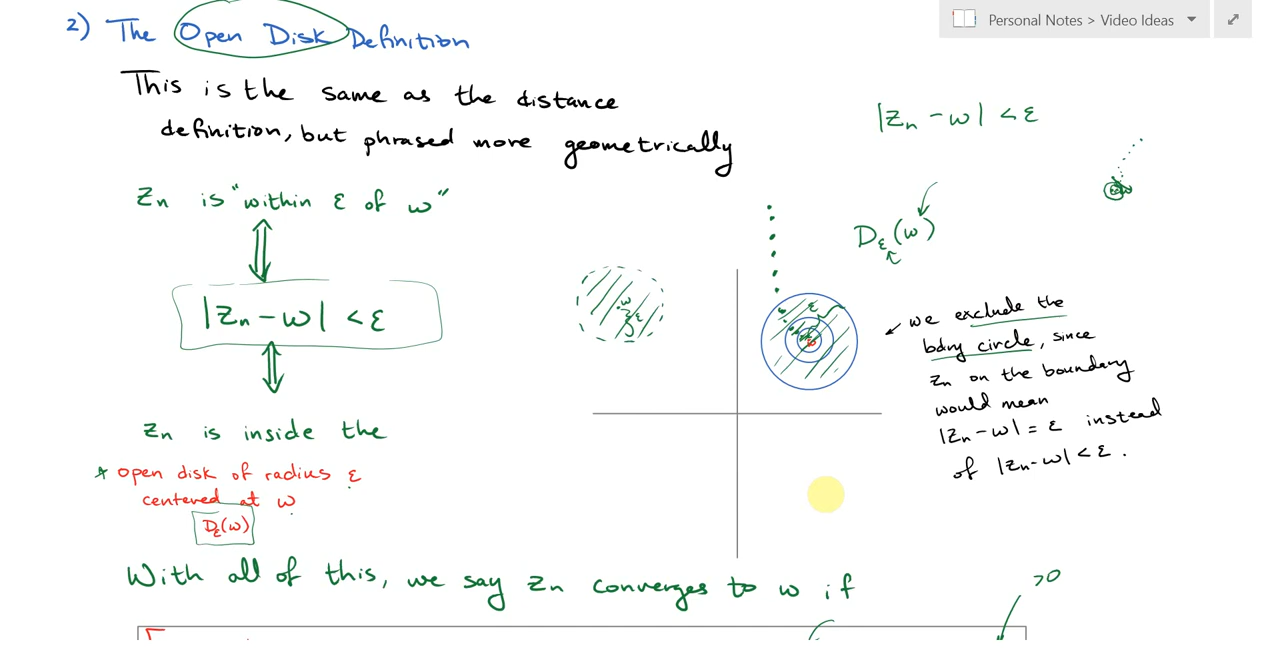 Personal Notes > Video Ideas
2) The Open Disk Definition
This is the same as the distance
definition, but phrased more geometrically
|Zn - w| < ε
Zn is "within ε of w"
Dε(w)
|Zn - w| < ε
w
ε
ε
w
we exclude the
bdry circle, since
Zn on the boundary
would mean
|Zn - w| = ε instead
of |Zn - w| < ε.
Zn is inside the
* open disk of radius ε
centered at w
Dε(w)
With all of this, we say Zn converges to w if
>0